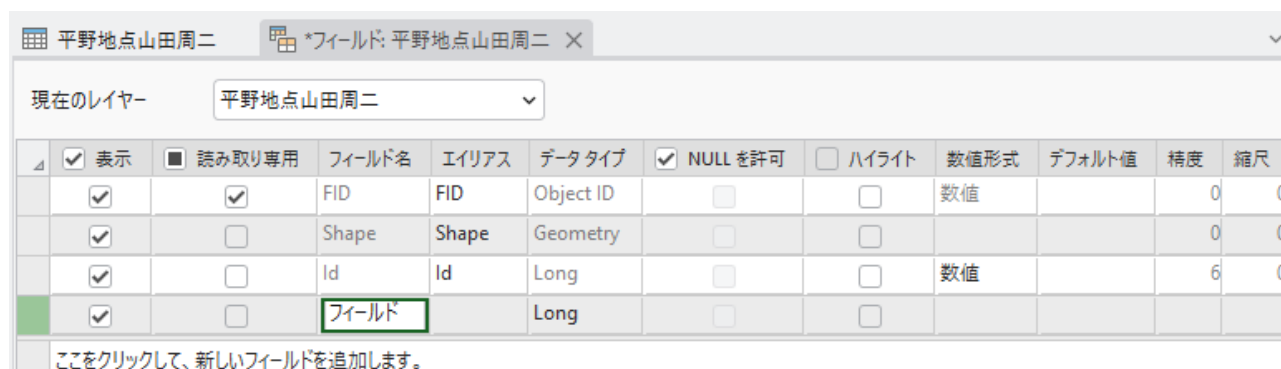 平野地点山田周二 *フィールド: 平野地点山田周二
現在のレイヤー 平野地点山田周二
表示 読み取り専用 フィールド名 エイリアス データ タイプ NULL を許可 ハイライト 数値形式 デフォルト値 精度 縮尺
FID FID Object ID 数値 0
Shape Shape Geometry 0
Id Id Long 数値 6
フィールド Long
ここをクリックして、新しいフィールドを追加します。